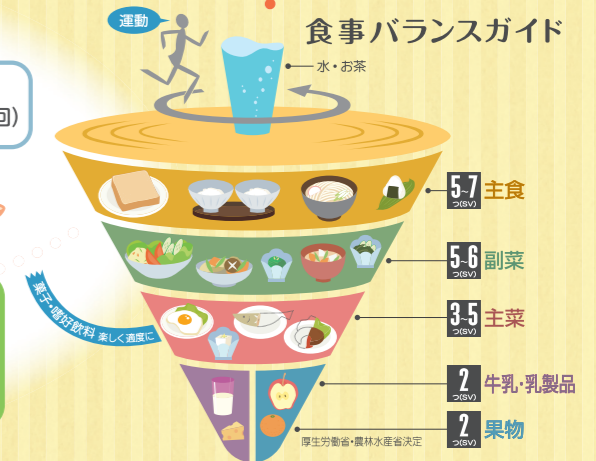 運動
食事バランスガイド
水・お茶
回)
5~7
つ(SV)
主食
5~6
つ(SV)
副菜
3~5
つ(SV)
主菜
菓子・嗜好飲料 楽しく適度に
2
つ(SV)
牛乳・乳製品
2
つ(SV)
果物
厚生労働省・農林水産省決定